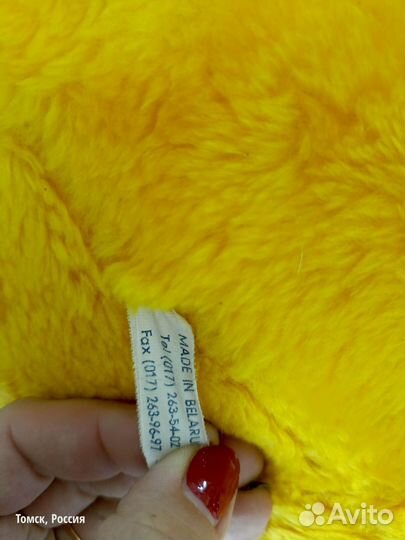 MADE IN BELARU
Tel (017) 263-54-02
Fax (017) 263-96-97
Томск, Россия
Avito